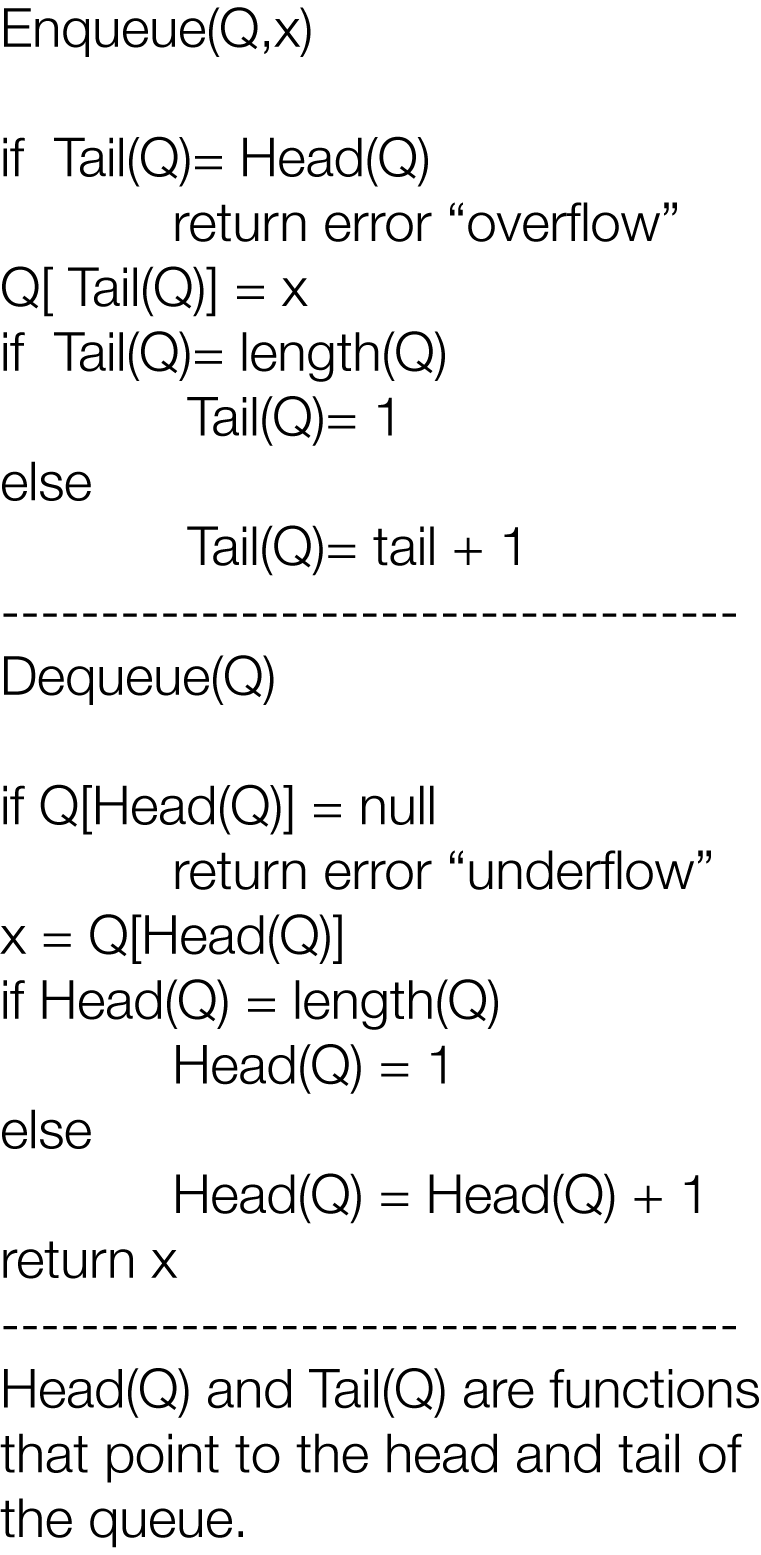 Enqueue(Q,x)
if  Tail(Q)= Head(Q)
return error “overflow”
Q[ Tail(Q)] = x
if  Tail(Q)= length(Q)
Tail(Q)= 1
else
Tail(Q)= tail + 1
-------------------------------------
Dequeue(Q)
if Q[Head(Q)] = null
return error “underflow”
x = Q[Head(Q)]
if Head(Q) = length(Q)
Head(Q) = 1
else
Head(Q) = Head(Q) + 1
return x
-------------------------------------
Head(Q) and Tail(Q) are functions
that point to the head and tail of
the queue.